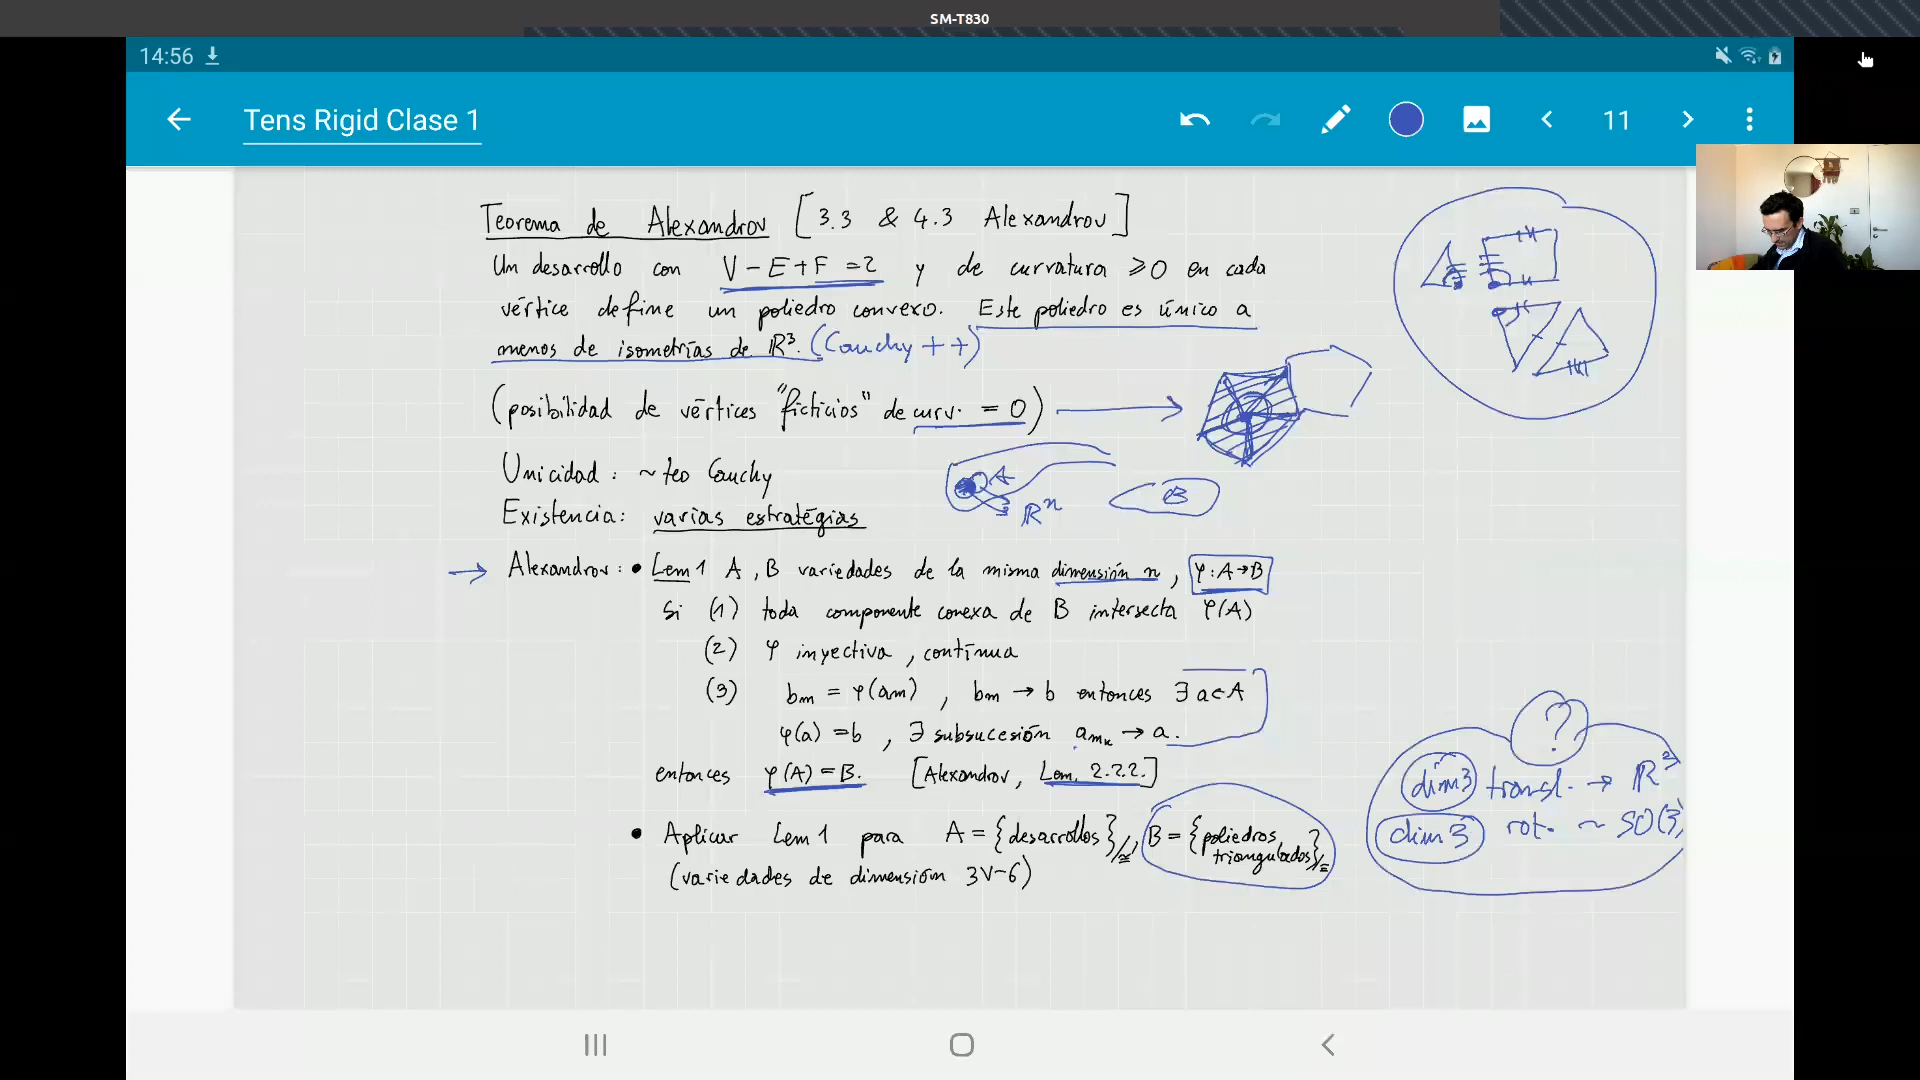 SM-T830
14:56
Tens Rigid Clase 1
11
Teorema de Alexandrov [3.3 & 4.3 Alexandrov]
Un desarrollo con V - E + F = 2 y de curvatura ⩾0 en cada
vértice define un poliedro convexo. Este poliedro es único a
menos de isometrías de ℝ³. (Cauchy ++)
(posibilidad de vértices "ficticios" de curv. = 0)
Unicidad : ~ teo Cauchy
A
ℝⁿ
B
Existencia: varias estratégias
Alexandrov: • Lem 1 A, B variedades de la misma dimensión n, φ: A→B
Si (1) toda componente conexa de B intersecta φ(A)
(2) φ inyectiva, contínua
(3) bm = φ(am), bm → b entonces ∃ a∈A
φ(a) = b, ∃ subsucesión amk → a.
entonces φ(A) = B. [Alexandrov, Lem. 2.2.2.]
• Aplicar Lem 1 para A = {desarrollos}/≅, B = {poliedros triangulados}/≡
(variedades de dimensión 3V-6)
?
dim 3 transl. → ℝ³
dim 3 rot. ~ SO(3)